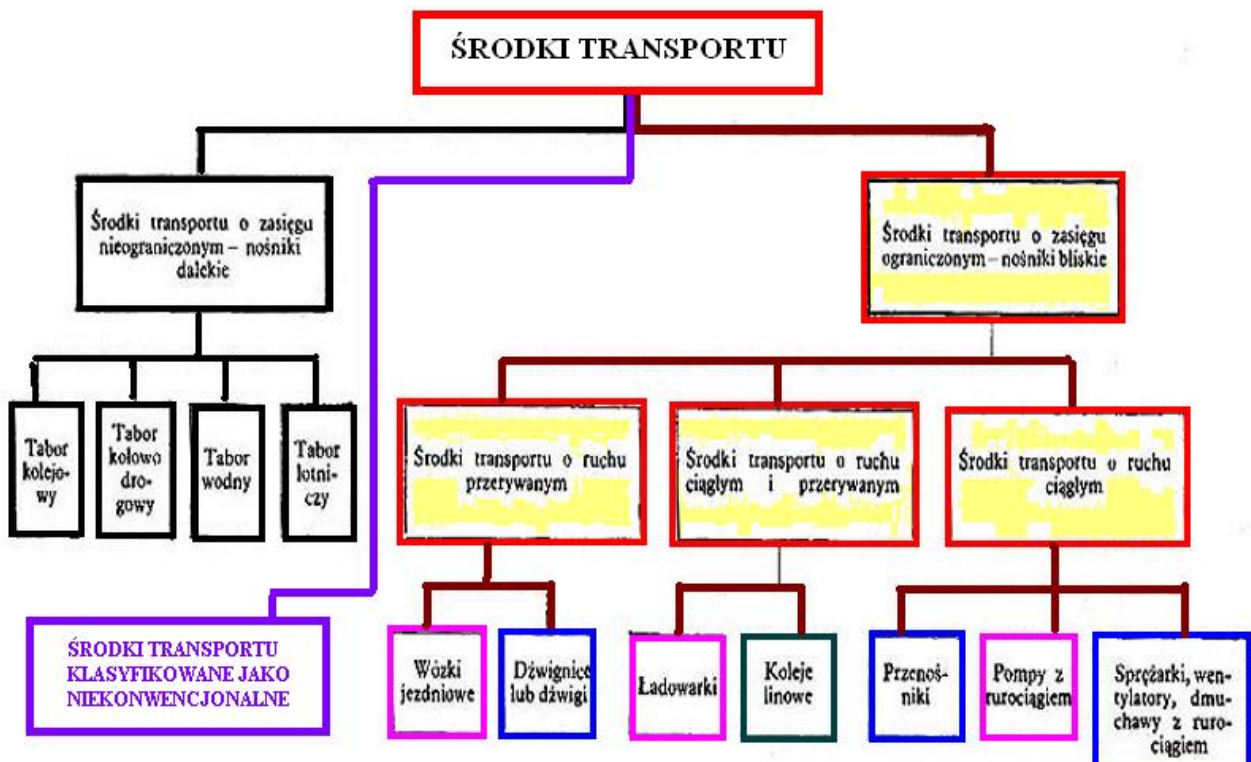 ŚRODKI TRANSPORTU
Środki transportu o zasięgu
nieograniczonym – nośniki
dalekie
Środki transportu o zasięgu
ograniczonym – nośniki bliskie
Tabor
kolejo-
wy
Tabor
kołowo
dro-
gowy
Tabor
wodny
Tabor
lotni-
czy
Środki transportu o ruchu
przerywanym
Środki transportu o ruchu
ciągłym i przerywanym
Środki transportu o ruchu
ciągłym
ŚRODKI TRANSPORTU
KLASYFIKOWANE JAKO
NIEKONWENCJONALNE
Wózki
jezdniowe
Dźwignice
lub dźwigi
Ładowarki
Koleje
linowe
Przenoś-
niki
Pompy z
rurociągiem
Sprężarki, wen-
tylatory, dmu-
chawy z ruro-
ciągiem